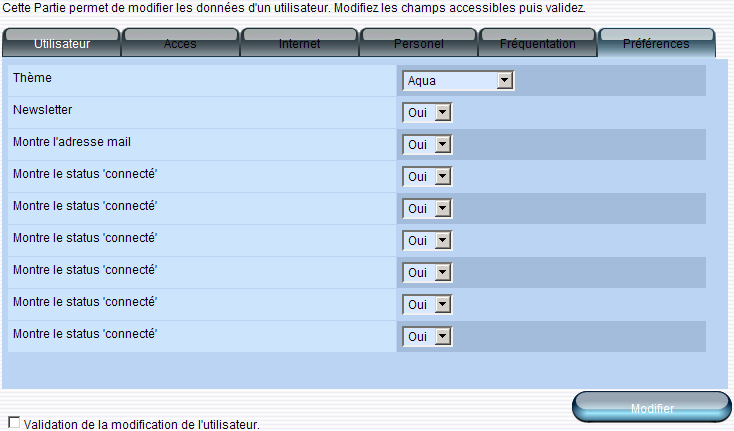 Cette Partie permet de modifier les données d'un utilisateur. Modifiez les champs accessibles puis validez.
Utilisateur Acces Internet Personel Fréquentation Préférences
Thème Aqua
Newsletter Oui
Montre l'adresse mail Oui
Montre le status 'connecté' Oui
Montre le status 'connecté' Oui
Montre le status 'connecté' Oui
Montre le status 'connecté' Oui
Montre le status 'connecté' Oui
Montre le status 'connecté' Oui
Modifier
Validation de la modification de l'utilisateur.